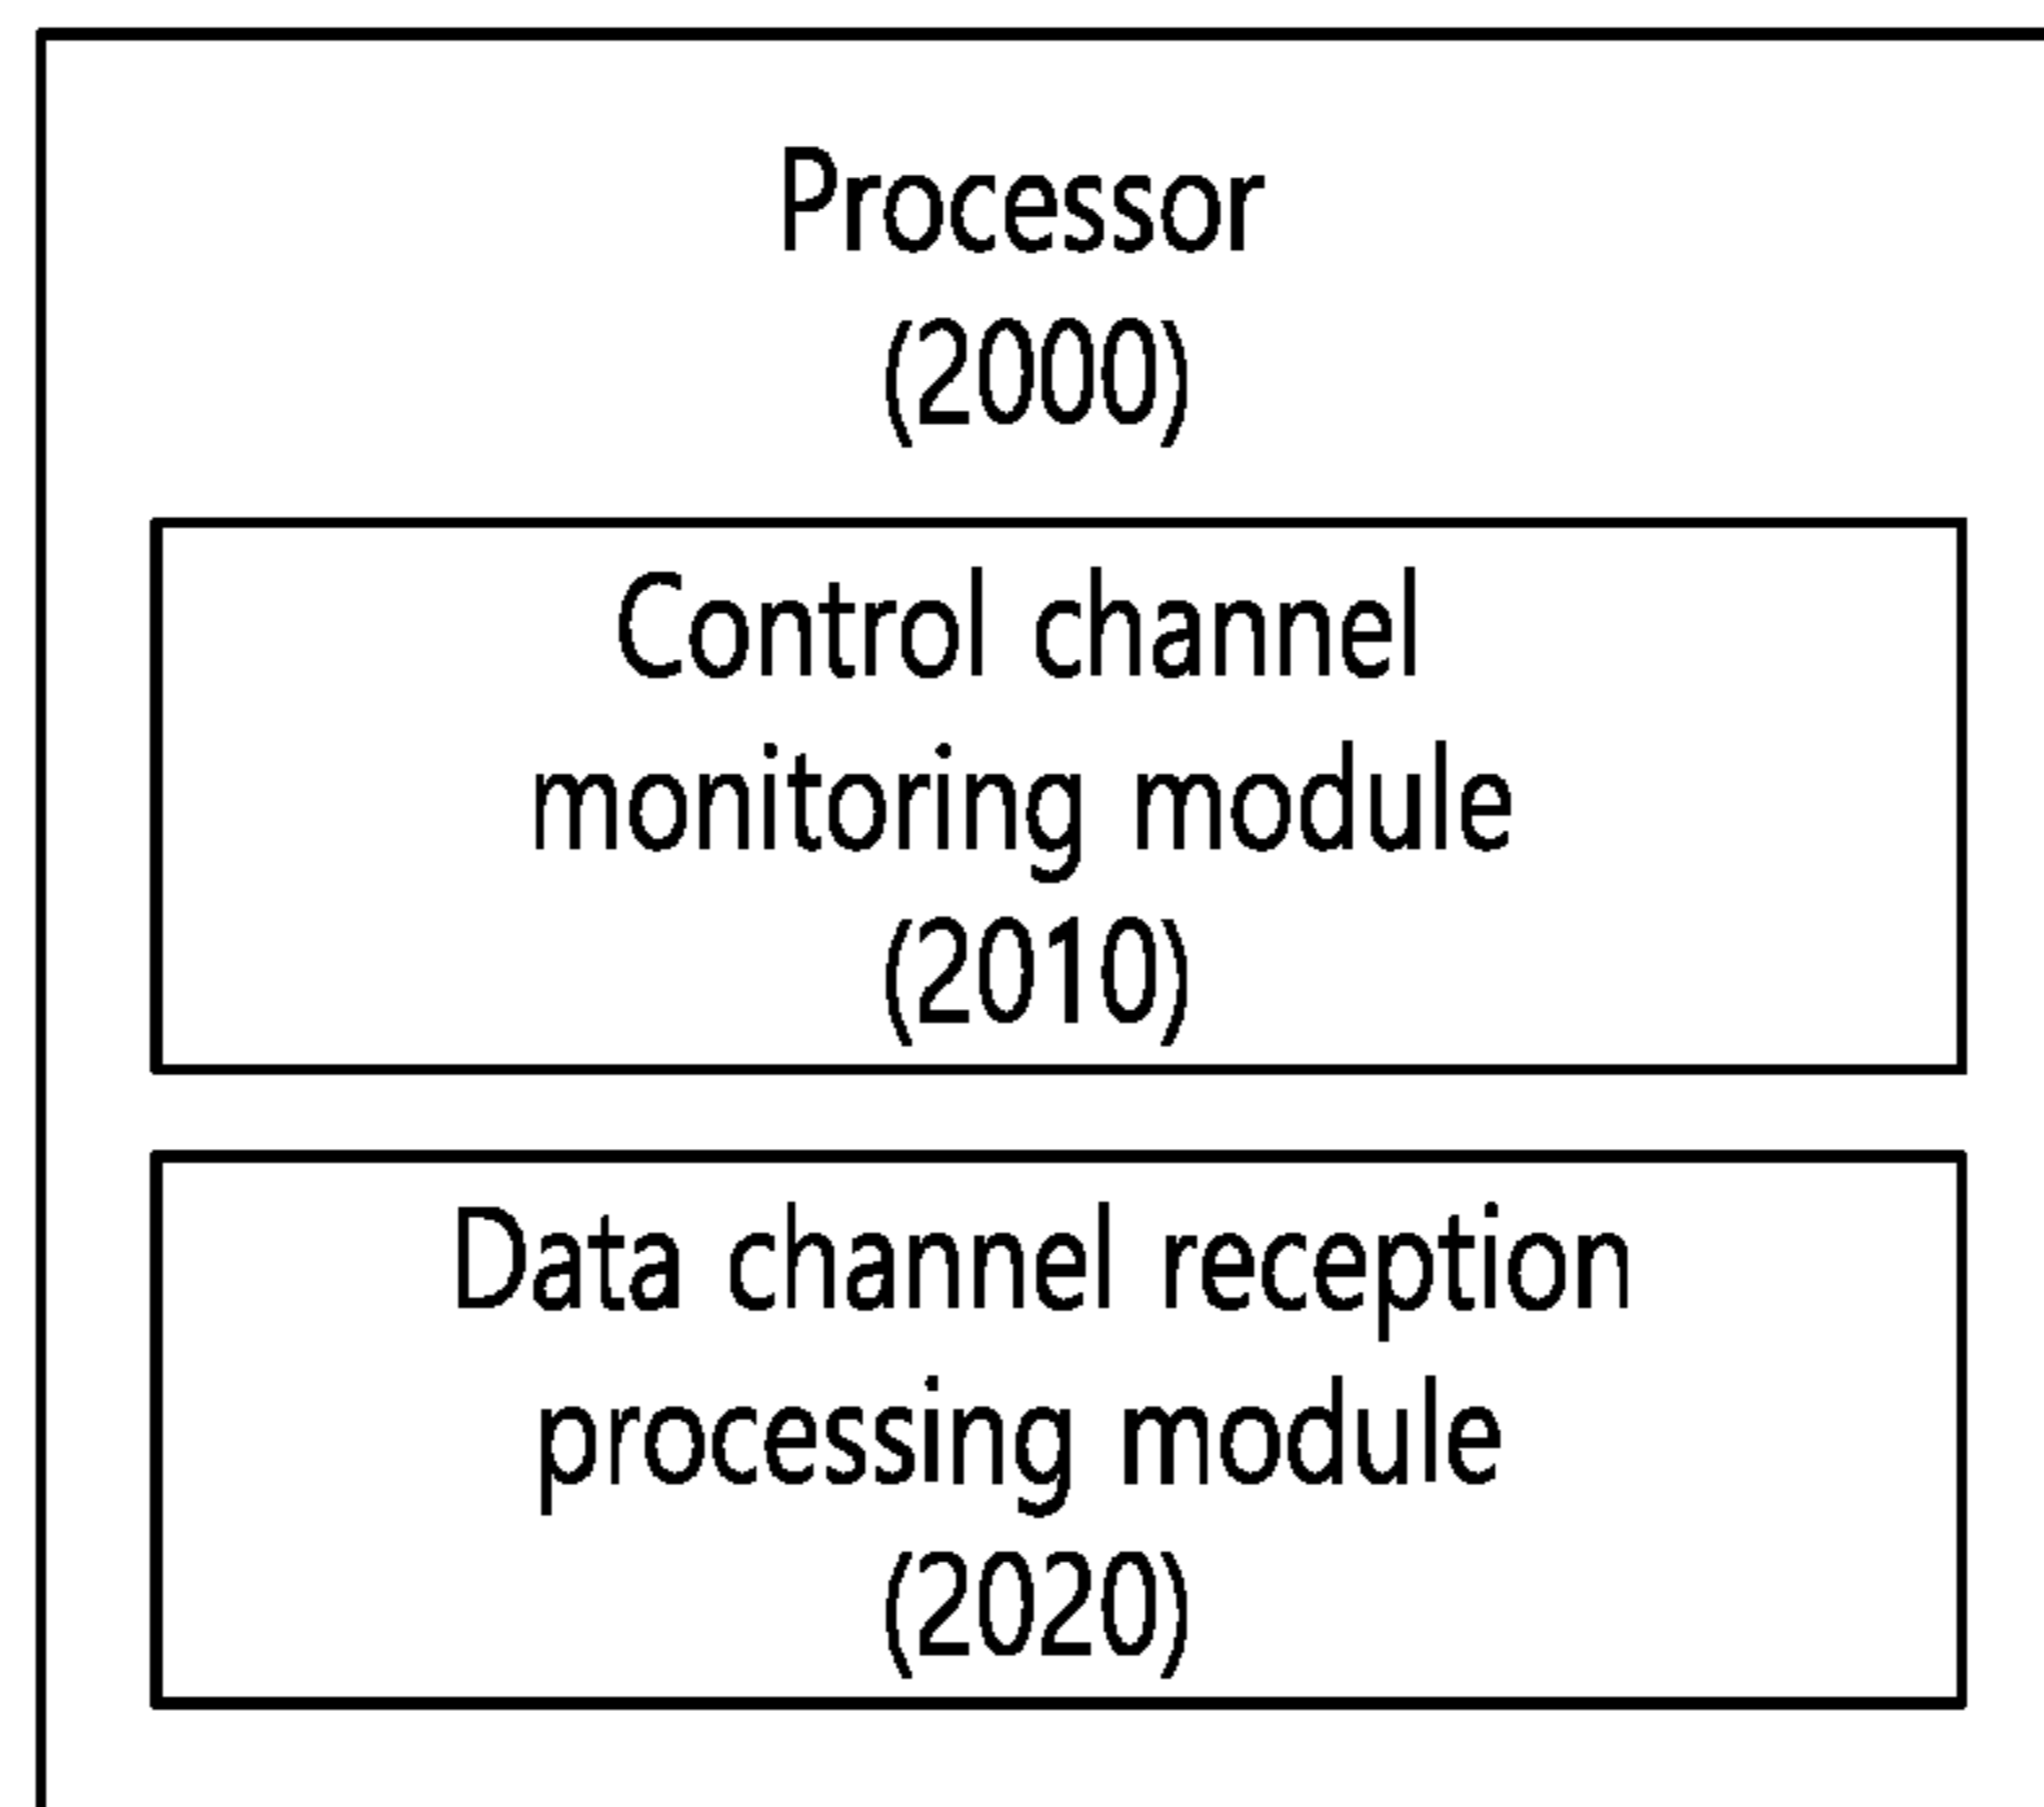 Processor
(2000)
Control channel
monitoring module
(2010)
Data channel reception
processing module
(2020)